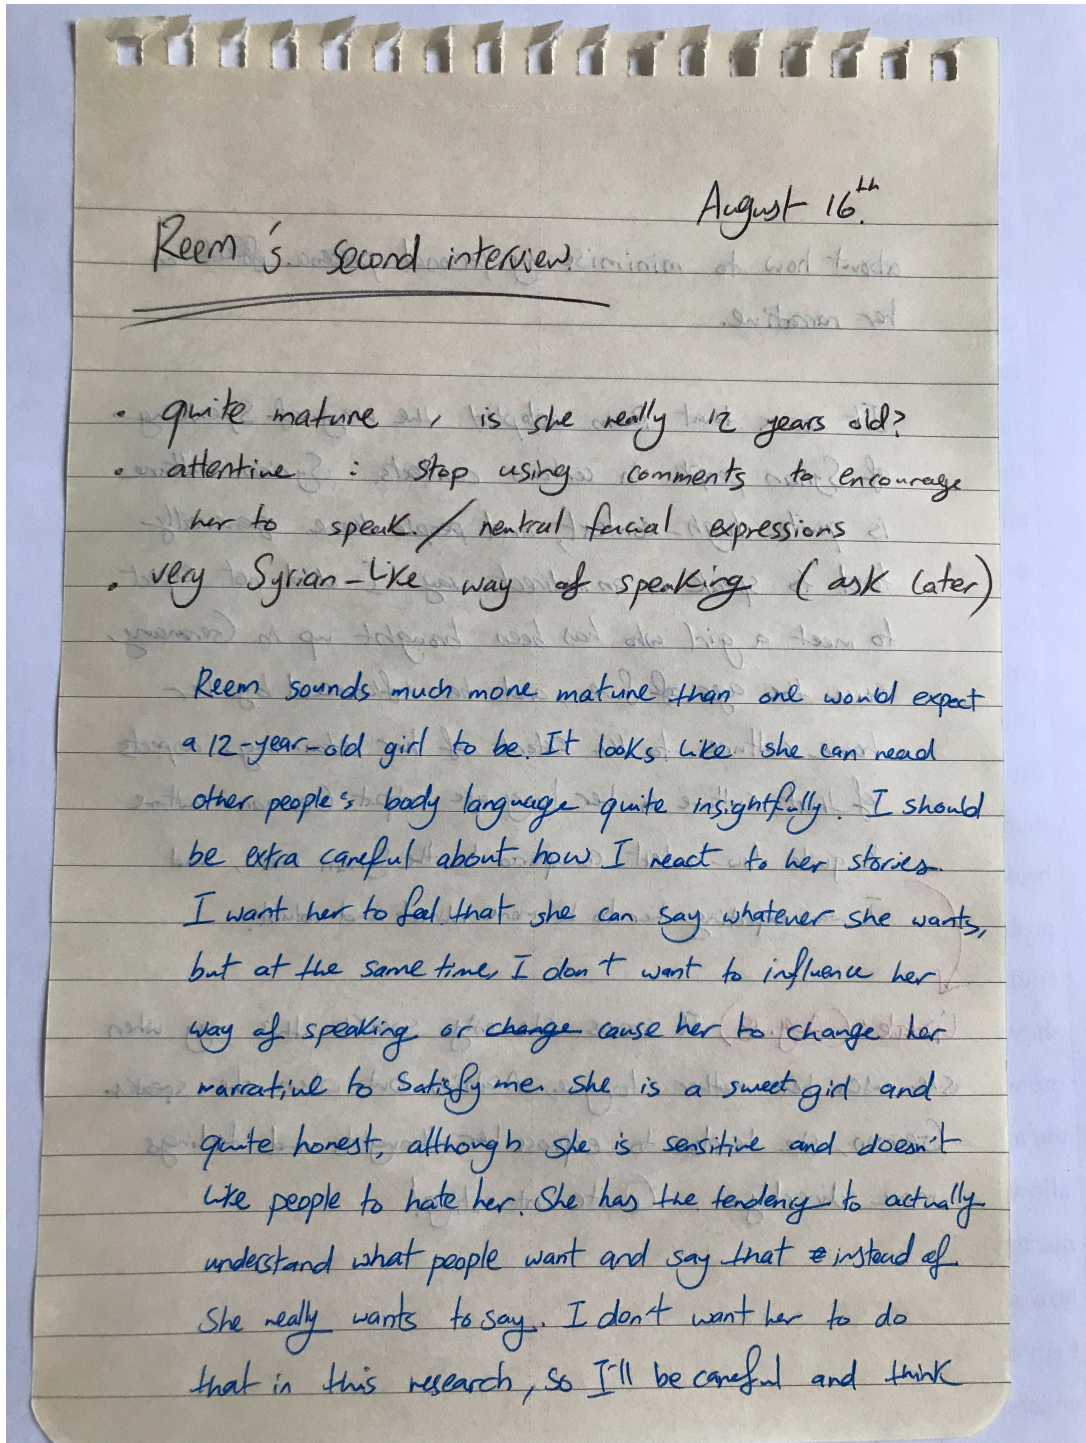 August 16th.
Reem's second interview
• quite mature, is she really 12 years old?
• attentive : stop using comments to encourage
her to speak. / neutral facial expressions
• very Syrian-like way of speaking (ask later)
Reem sounds much more mature than one would expect
a 12-year-old girl to be. It looks like she can read
other people's body language quite insightfully. I should
be extra careful about how I react to her stories.
I want her to feel that she can say whatever she wants,
but at the same time, I don't want to influence her
way of speaking or change cause her to change her
narrative to satisfy me. She is a sweet girl and
quite honest, although she is sensitive and doesn't
like people to hate her. She has the tendency to actually
understand what people want and say that instead of
she really wants to say. I don't want her to do
that in this research, so I'll be careful and think